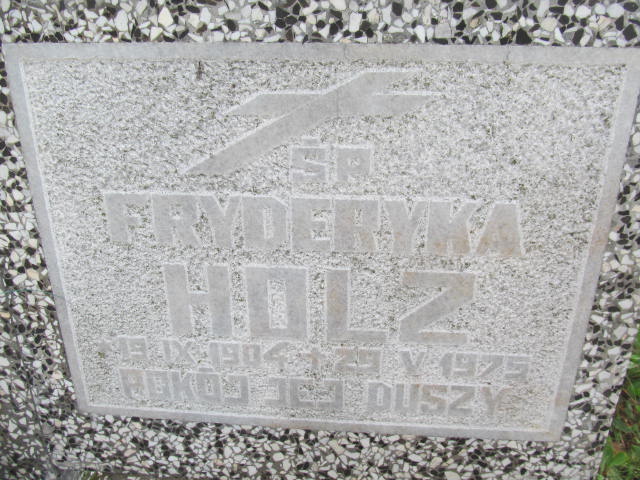 ŚP
FRYDERYKA
HOLZ
*19 IX 1904 +29 V 1975
POKÓJ JEJ DUSZY